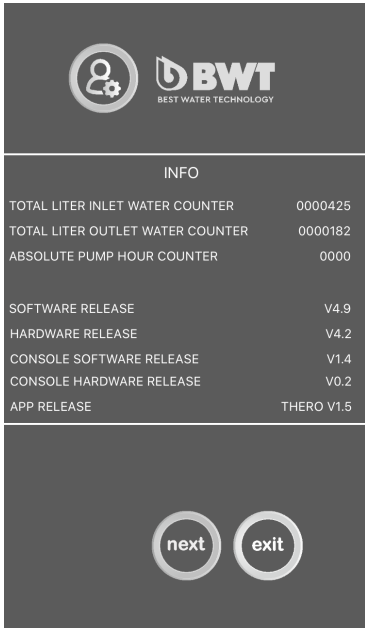 BWT
BEST WATER TECHNOLOGY
INFO
TOTAL LITER INLET WATER COUNTER 0000425
TOTAL LITER OUTLET WATER COUNTER 0000182
ABSOLUTE PUMP HOUR COUNTER 0000
SOFTWARE RELEASE V4.9
HARDWARE RELEASE V4.2
CONSOLE SOFTWARE RELEASE V1.4
CONSOLE HARDWARE RELEASE V0.2
APP RELEASE THERO V1.5
next exit